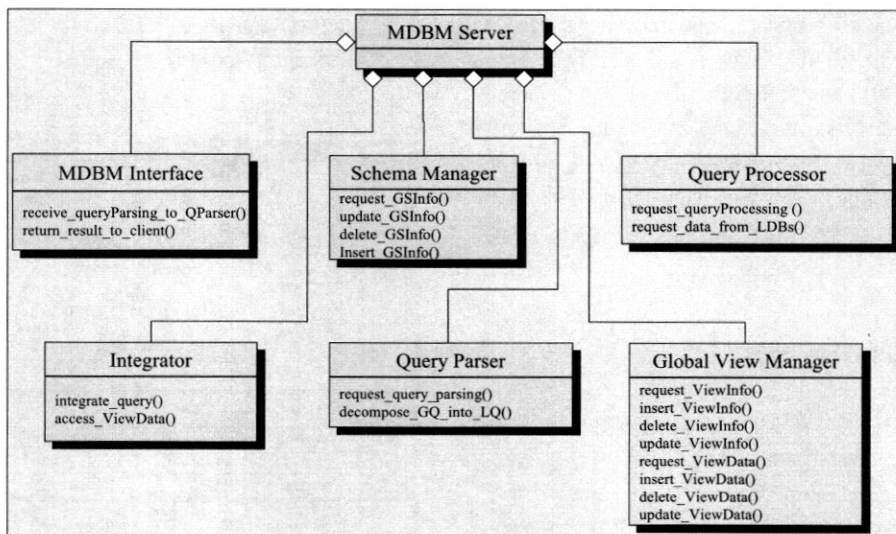 MDBM Server
MDBM Interface
receive_queryParsing_to_QParser()
return_result_to_client()
Schema Manager
request_GSInfo()
update_GSInfo()
delete_GSInfo()
Insert_GSInfo()
Query Processor
request_queryProcessing ()
request_data_from_LDBs()
Integrator
integrate_query()
access_ViewData()
Query Parser
request_query_parsing()
decompose_GQ_into_LQ()
Global View Manager
request_ViewInfo()
insert_ViewInfo()
delete_ViewInfo()
update_ViewInfo()
request_ViewData()
insert_ViewData()
delete_ViewData()
update_ViewData()